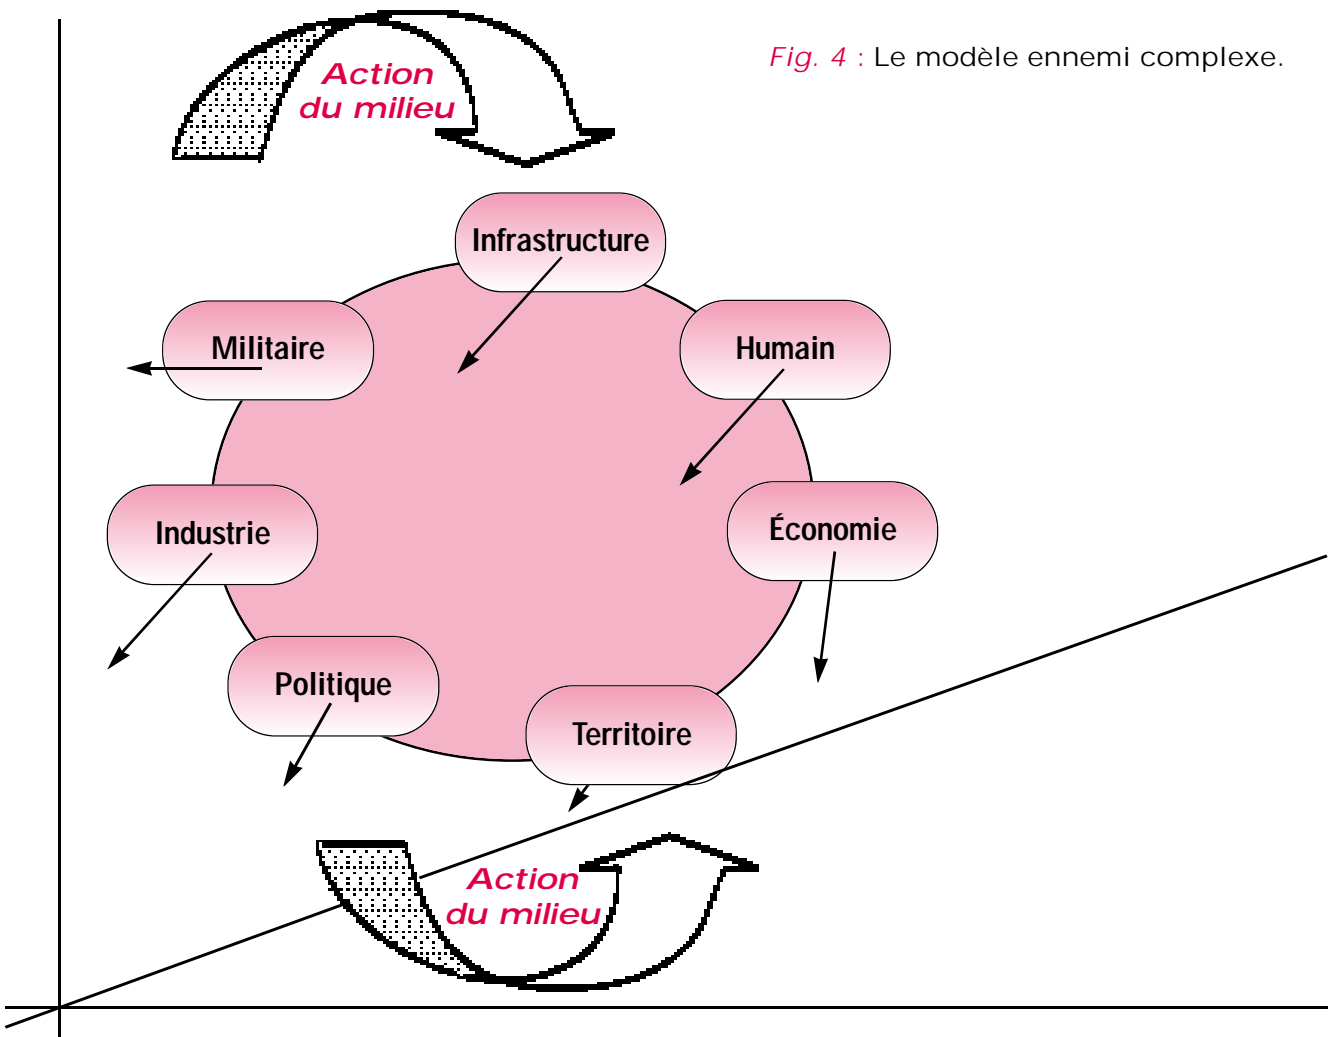 Fig. 4 : Le modèle ennemi complexe.
Action
du milieu
Infrastructure
Militaire
Humain
Industrie
Économie
Politique
Territoire
Action
du milieu